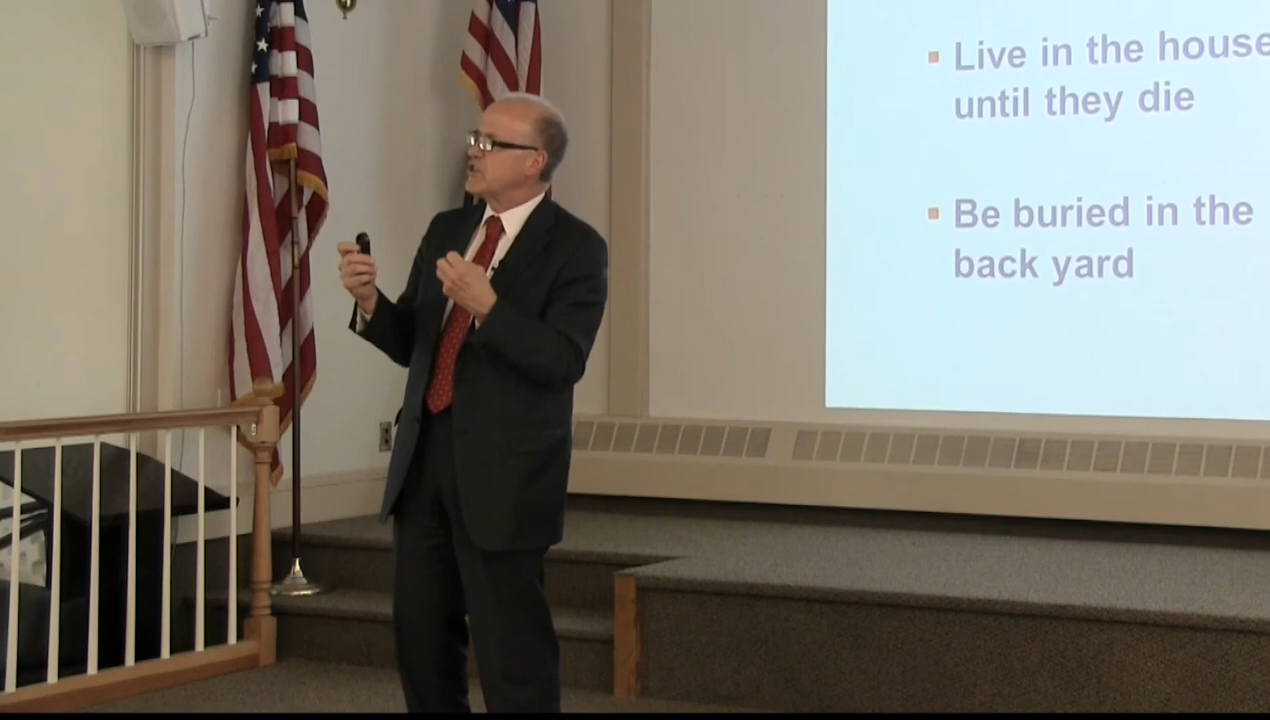 ▪ Live in the house
until they die
▪ Be buried in the
back yard